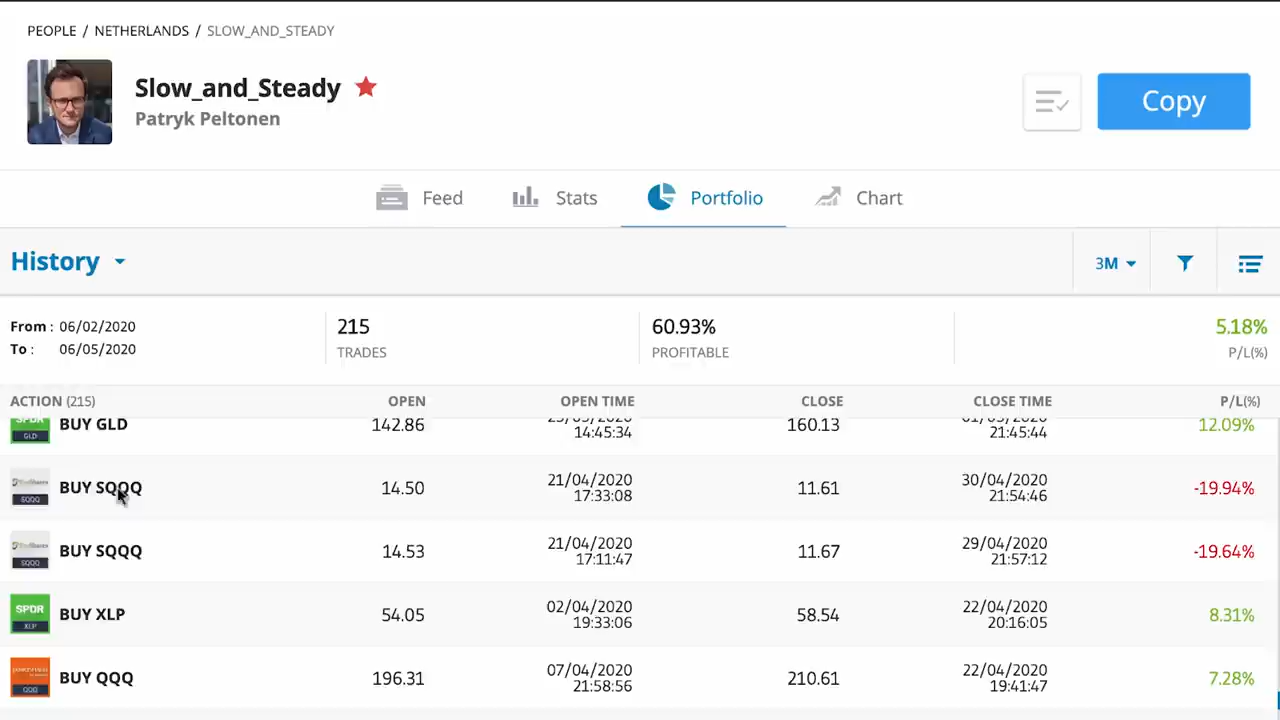 PEOPLE / NETHERLANDS / SLOW_AND_STEADY
Slow_and_Steady
Patryk Peltonen
Copy
Feed
Stats
Portfolio
Chart
History
3M
From : 06/02/2020
To : 06/05/2020
215
TRADES
60.93%
PROFITABLE
5.18%
P/L(%)
ACTION (215) OPEN OPEN TIME CLOSE CLOSE TIME P/L(%)
SPDR
GLD
BUY GLD 142.86
14:45:34
160.13
21:45:44
12.09%
SQQQ
BUY SQQQ 14.50
21/04/2020
17:33:08
11.61
30/04/2020
21:54:46
-19.94%
SQQQ
BUY SQQQ 14.53
21/04/2020
17:11:47
11.67
29/04/2020
21:57:12
-19.64%
SPDR
XLP
BUY XLP 54.05
02/04/2020
19:33:06
58.54
22/04/2020
20:16:05
8.31%
QQQ
BUY QQQ 196.31
07/04/2020
21:58:56
210.61
22/04/2020
19:41:47
7.28%